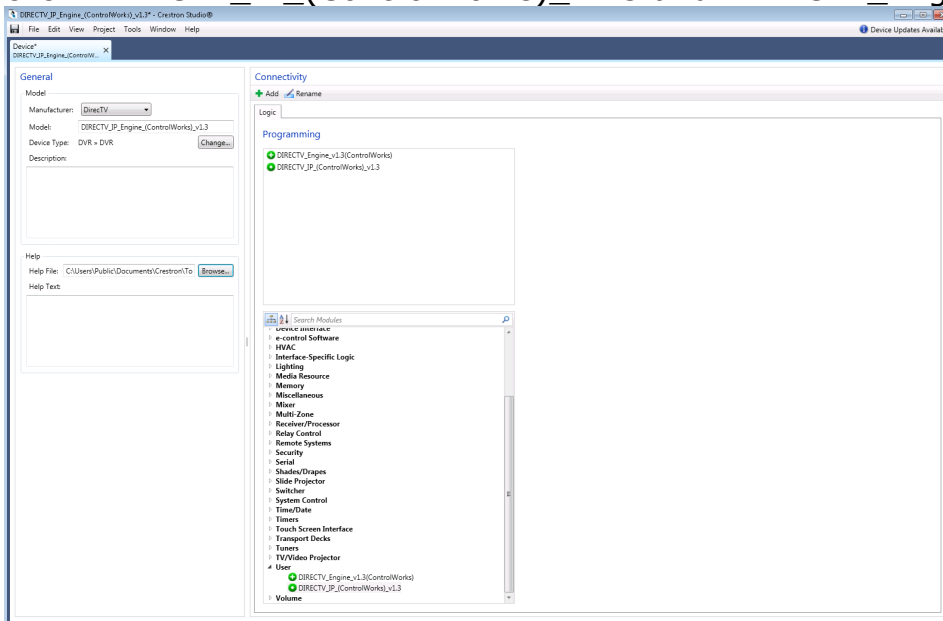 DIRECTV_IP_Engine_(ControlWorks)_v1.3* - Crestron Studio®
File Edit View Project Tools Window Help
Device Updates Availab
Device*
DIRECTV_IP_Engine_(ControlW...
General
Model
Manufacturer: DirecTV
Model: DIRECTV_IP_Engine_(ControlWorks)_v1.3
Device Type: DVR » DVR Change...
Description:
Help
Help File: C:\Users\Public\Documents\Crestron\To Browse...
Help Text:
Connectivity
Add Rename
Logic
Programming
DIRECTV_Engine_v1.3(ControlWorks)
DIRECTV_IP_(ControlWorks)_v1.3
Search Modules
Device Interface
e-control Software
HVAC
Interface-Specific Logic
Lighting
Media Resource
Memory
Miscellaneous
Mixer
Multi-Zone
Receiver/Processor
Relay Control
Remote Systems
Security
Serial
Shades/Drapes
Slide Projector
Switcher
System Control
Time/Date
Timers
Touch Screen Interface
Transport Decks
Tuners
TV/Video Projector
User
DIRECTV_Engine_v1.3(ControlWorks)
DIRECTV_IP_(ControlWorks)_v1.3
Volume